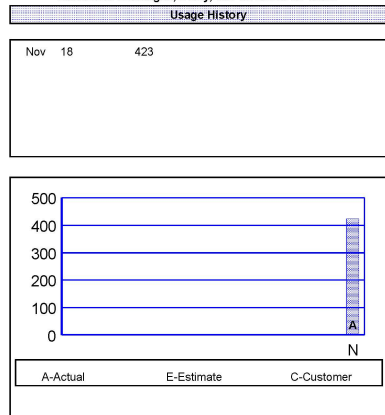 Usage History
Nov 18 423
500
400
300
200
100
0
A
N
A-Actual E-Estimate C-Customer